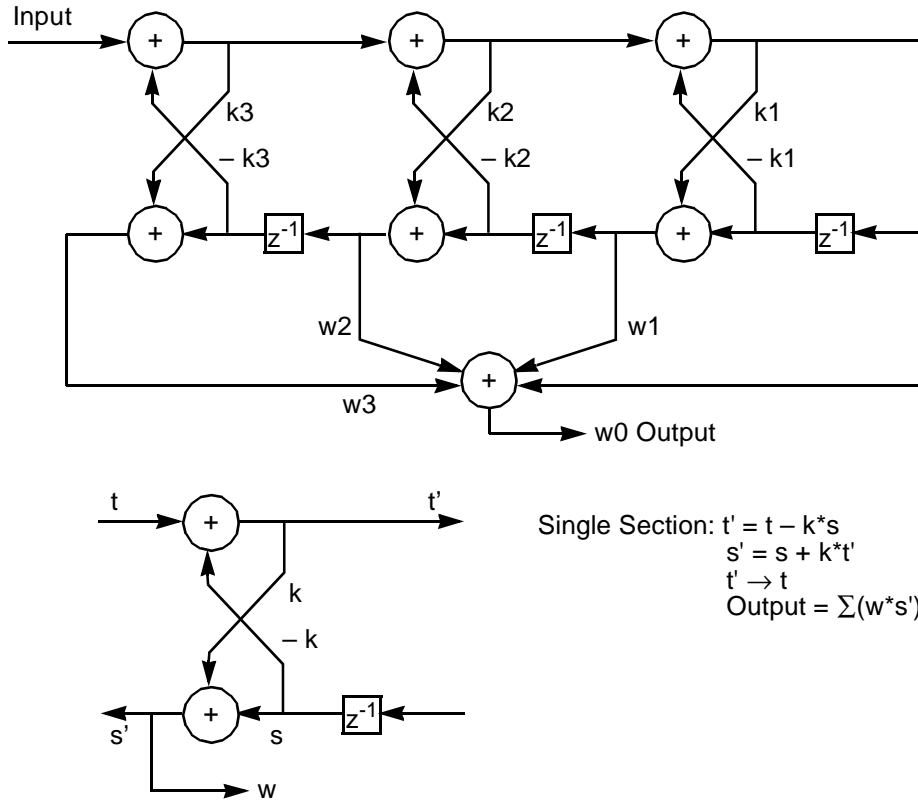 Input
+
+
+
k3
k2
k1
– k3
– k2
– k1
+
z-1
+
z-1
+
z-1
w2
w1
+
w3
w0 Output
t
+
t’
k
– k
+
z-1
s’
s
w
Single Section: t' = t – k*s
s' = s + k*t'
t' → t
Output = ∑(w*s')